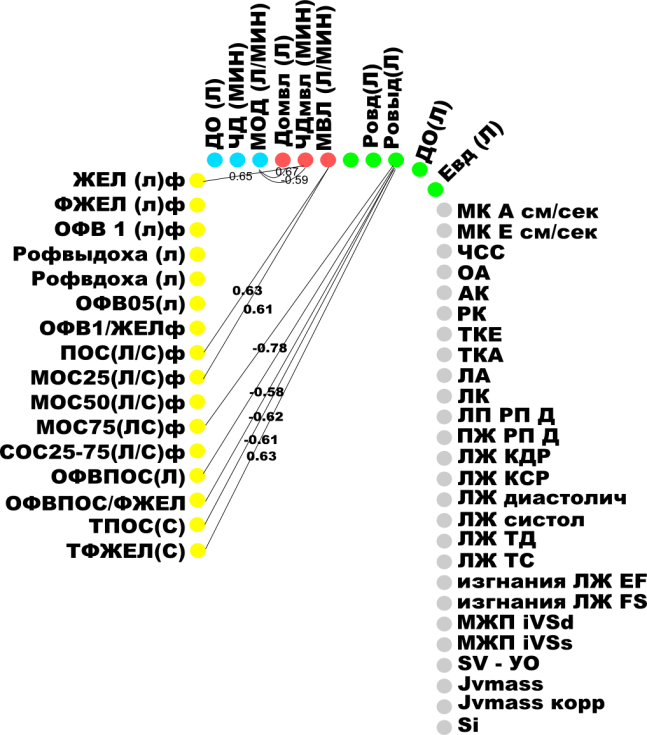 ДО (Л)
ЧД (МИН)
МОД (Л/МИН)
Домвл (Л)
ЧДмвл (МИН)
МВЛ (Л/МИН)
Ровд(Л)
Ровыд(Л)
ДО(Л)
Евд (Л)
ЖЕЛ (л)ф
ФЖЕЛ (л)ф
ОФВ 1 (л)ф
Рофвыдоха (л)
Рофвдоха (л)
ОФВ05(л)
ОФВ1/ЖЕЛф
ПОС(Л/С)ф
МОС25(Л/С)ф
МОС50(Л/С)ф
МОС75(ЛС)ф
СОС25-75(Л/С)ф
ОФВПОС(Л)
ОФВПОС/ФЖЕЛ
ТПОС(С)
ТФЖЕЛ(С)
0.65
0.67
-0.59
0.63
0.61
-0.78
-0.58
-0.62
-0.61
0.63
МК А см/сек
МК Е см/сек
ЧСС
ОА
АК
РК
ТКЕ
ТКА
ЛА
ЛК
ЛП РП Д
ПЖ РП Д
ЛЖ КДР
ЛЖ КСР
ЛЖ диастолич
ЛЖ систол
ЛЖ ТД
ЛЖ ТС
изгнания ЛЖ EF
изгнания ЛЖ FS
МЖП iVSd
МЖП iVSs
SV - УО
Jvmass
Jvmass корр
Si